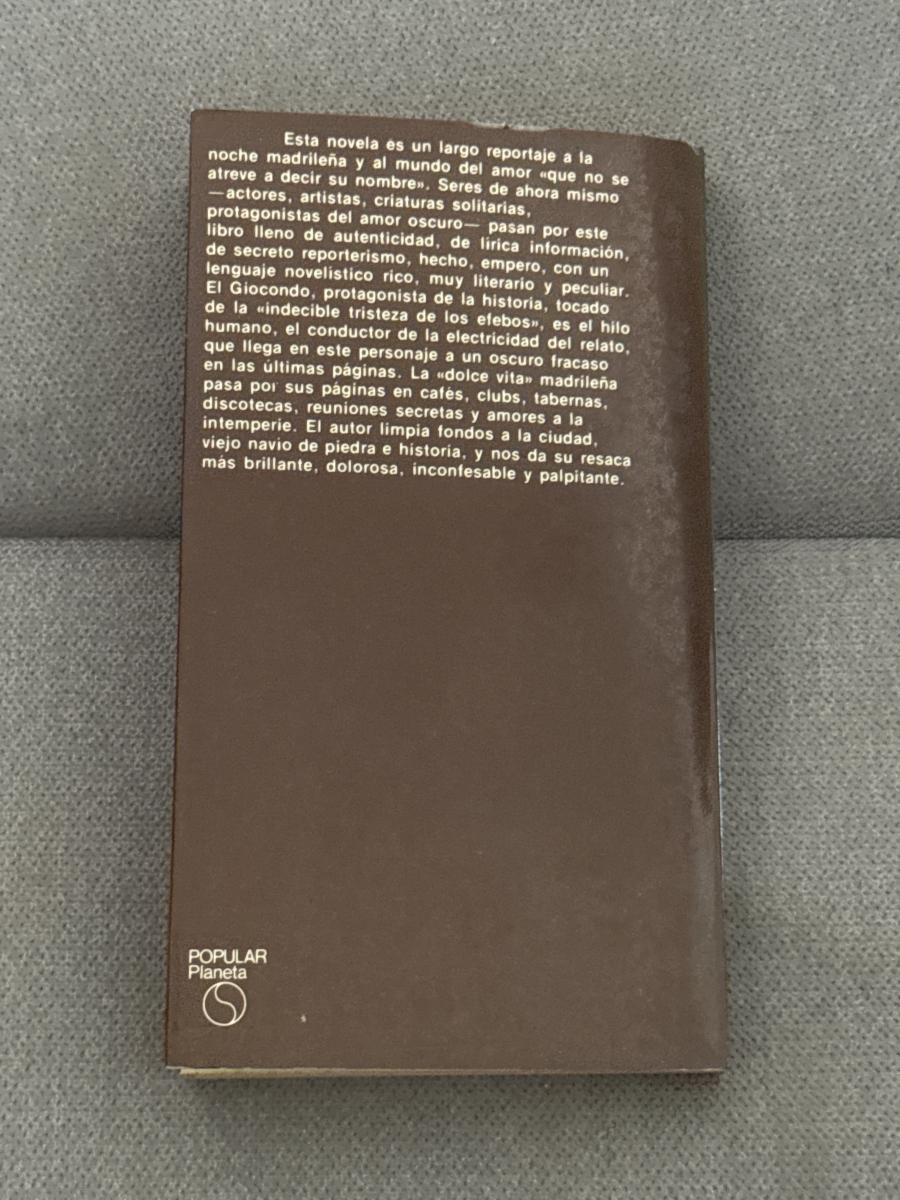 Esta novela es un largo reportaje a la
noche madrileña y al mundo del amor «que no se
atreve a decir su nombre». Seres de ahora mismo
—actores, artistas, criaturas solitarias,
protagonistas del amor oscuro— pasan por este
libro lleno de autenticidad, de lírica información,
de secreto reporterismo, hecho, empero, con un
lenguaje novelístico rico, muy literario y peculiar.
El Giocondo, protagonista de la historia, tocado
de la «indecible tristeza de los efebos», es el hilo
humano, el conductor de la electricidad del relato,
que llega en este personaje a un oscuro fracaso
en las últimas páginas. La «dolce vita» madrileña
pasa por sus páginas en cafés, clubs, tabernas,
discotecas, reuniones secretas y amores a la
intemperie. El autor limpia fondos a la ciudad,
viejo navío de piedra e historia, y nos da su resaca
más brillante, dolorosa, inconfesable y palpitante.
POPULAR
Planeta